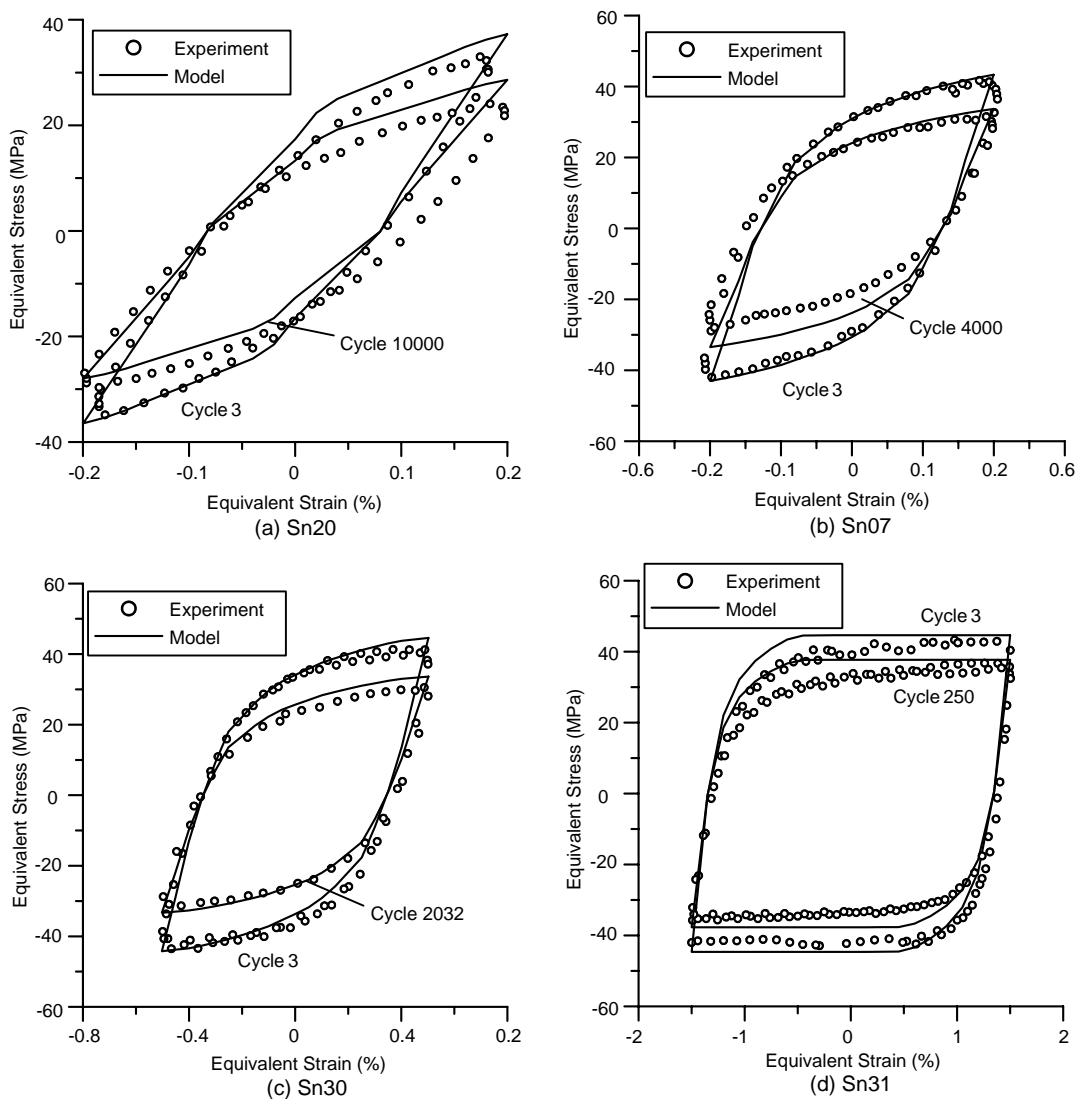 40
20
0
-20
-40
Equivalent Stress (MPa)
Experiment
Model
Cycle 10000
Cycle 3
-0.2
-0.1
0
0.1
0.2
Equivalent Strain (%)
(a) Sn20
60
40
20
0
-20
-40
-60
Equivalent Stress (MPa)
Experiment
Model
Cycle 4000
Cycle 3
-0.6
-0.2
-0.1
0
0.1
0.2
0.6
Equivalent Strain (%)
(b) Sn07
60
40
20
0
-20
-40
-60
Equivalent Stress (MPa)
Experiment
Model
Cycle 2032
Cycle 3
-0.8
-0.4
0
0.4
0.2
Equivalent Strain (%)
(c) Sn30
60
40
20
0
-20
-40
-60
Equivalent Stress (MPa)
Experiment
Model
Cycle 3
Cycle 250
-2
-1
0
1
2
Equivalent Strain (%)
(d) Sn31